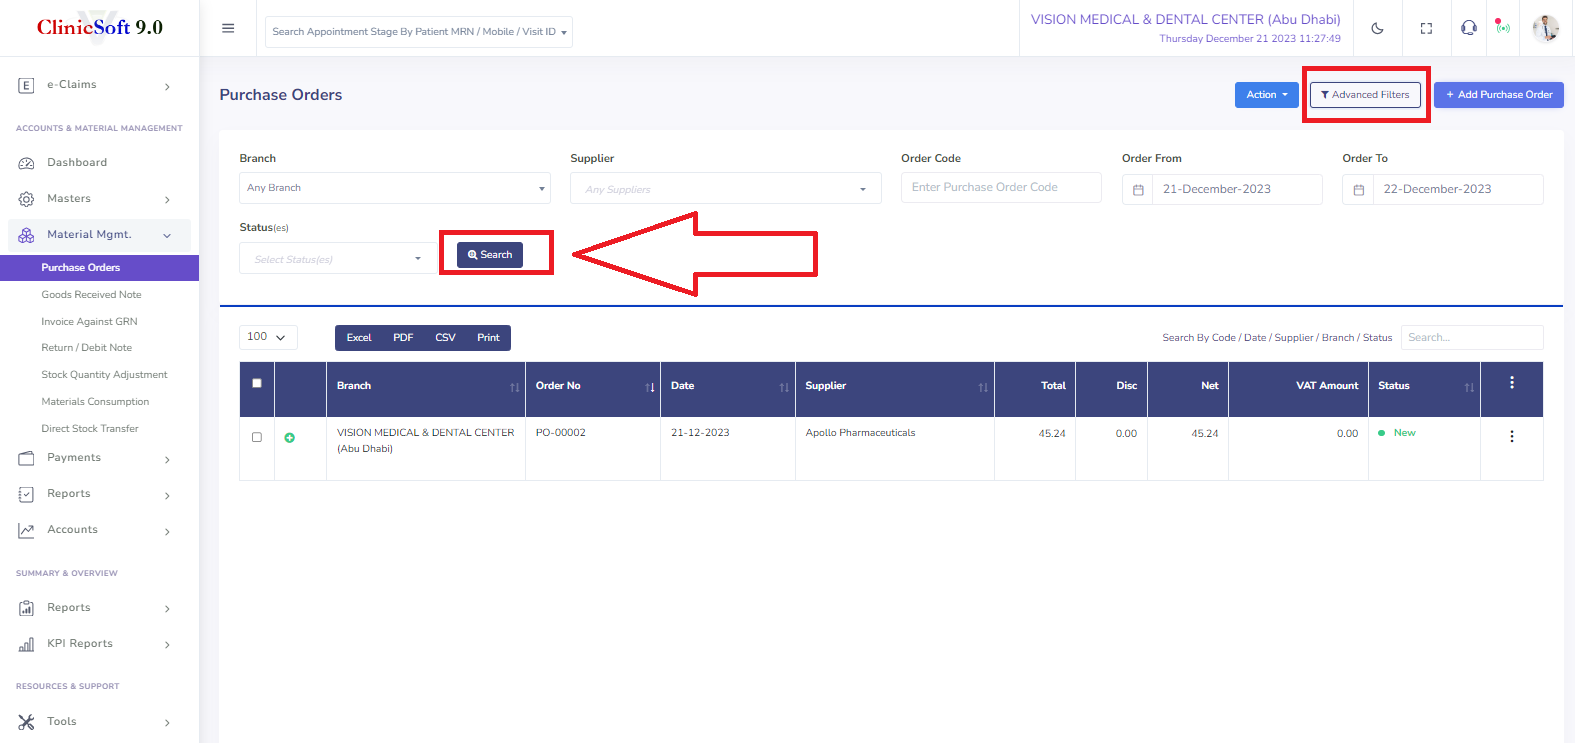 ClinicSoft 9.0
Search Appointment Stage By Patient MRN / Mobile / Visit ID
VISION MEDICAL & DENTAL CENTER (Abu Dhabi)
Thursday December 21 2023 11:27:49
E e-Claims
ACCOUNTS & MATERIAL MANAGEMENT
Dashboard
Masters
Material Mgmt.
Purchase Orders
Goods Received Note
Invoice Against GRN
Return / Debit Note
Stock Quantity Adjustment
Materials Consumption
Direct Stock Transfer
Payments
Reports
Accounts
SUMMARY & OVERVIEW
Reports
KPI Reports
RESOURCES & SUPPORT
Tools
Purchase Orders
Action
Advanced Filters
+ Add Purchase Order
Branch
Any Branch
Supplier
Any Suppliers
Order Code
Enter Purchase Order Code
Order From
21-December-2023
Order To
22-December-2023
Status(es)
Select Status(es)
Search
100
Excel PDF CSV Print
Search By Code / Date / Supplier / Branch / Status
Search...
Branch Order No Date Supplier Total Disc Net VAT Amount Status
VISION MEDICAL & DENTAL CENTER PO-00002 21-12-2023 Apollo Pharmaceuticals 45.24 0.00 45.24 0.00 New
(Abu Dhabi)